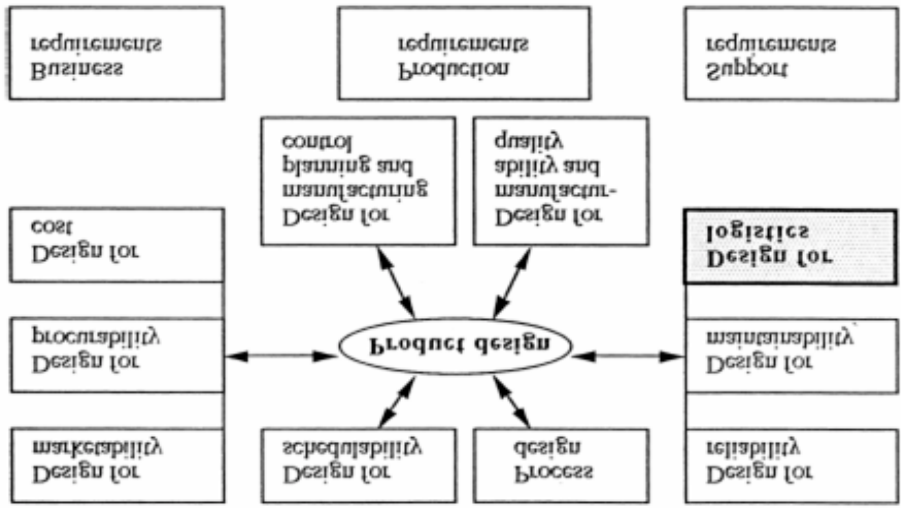 Design for
marketability
Design for
schedulability
Process
design
Design for
reliability
Design for
procurability
Product design
Design for
maintainability,
Design for
cost
Design for
manufacturing
planning and
control
Design for
manufactur-
ability and
quality
Design for
logistics
Business
requirements
Production
requirements
Support
requirements